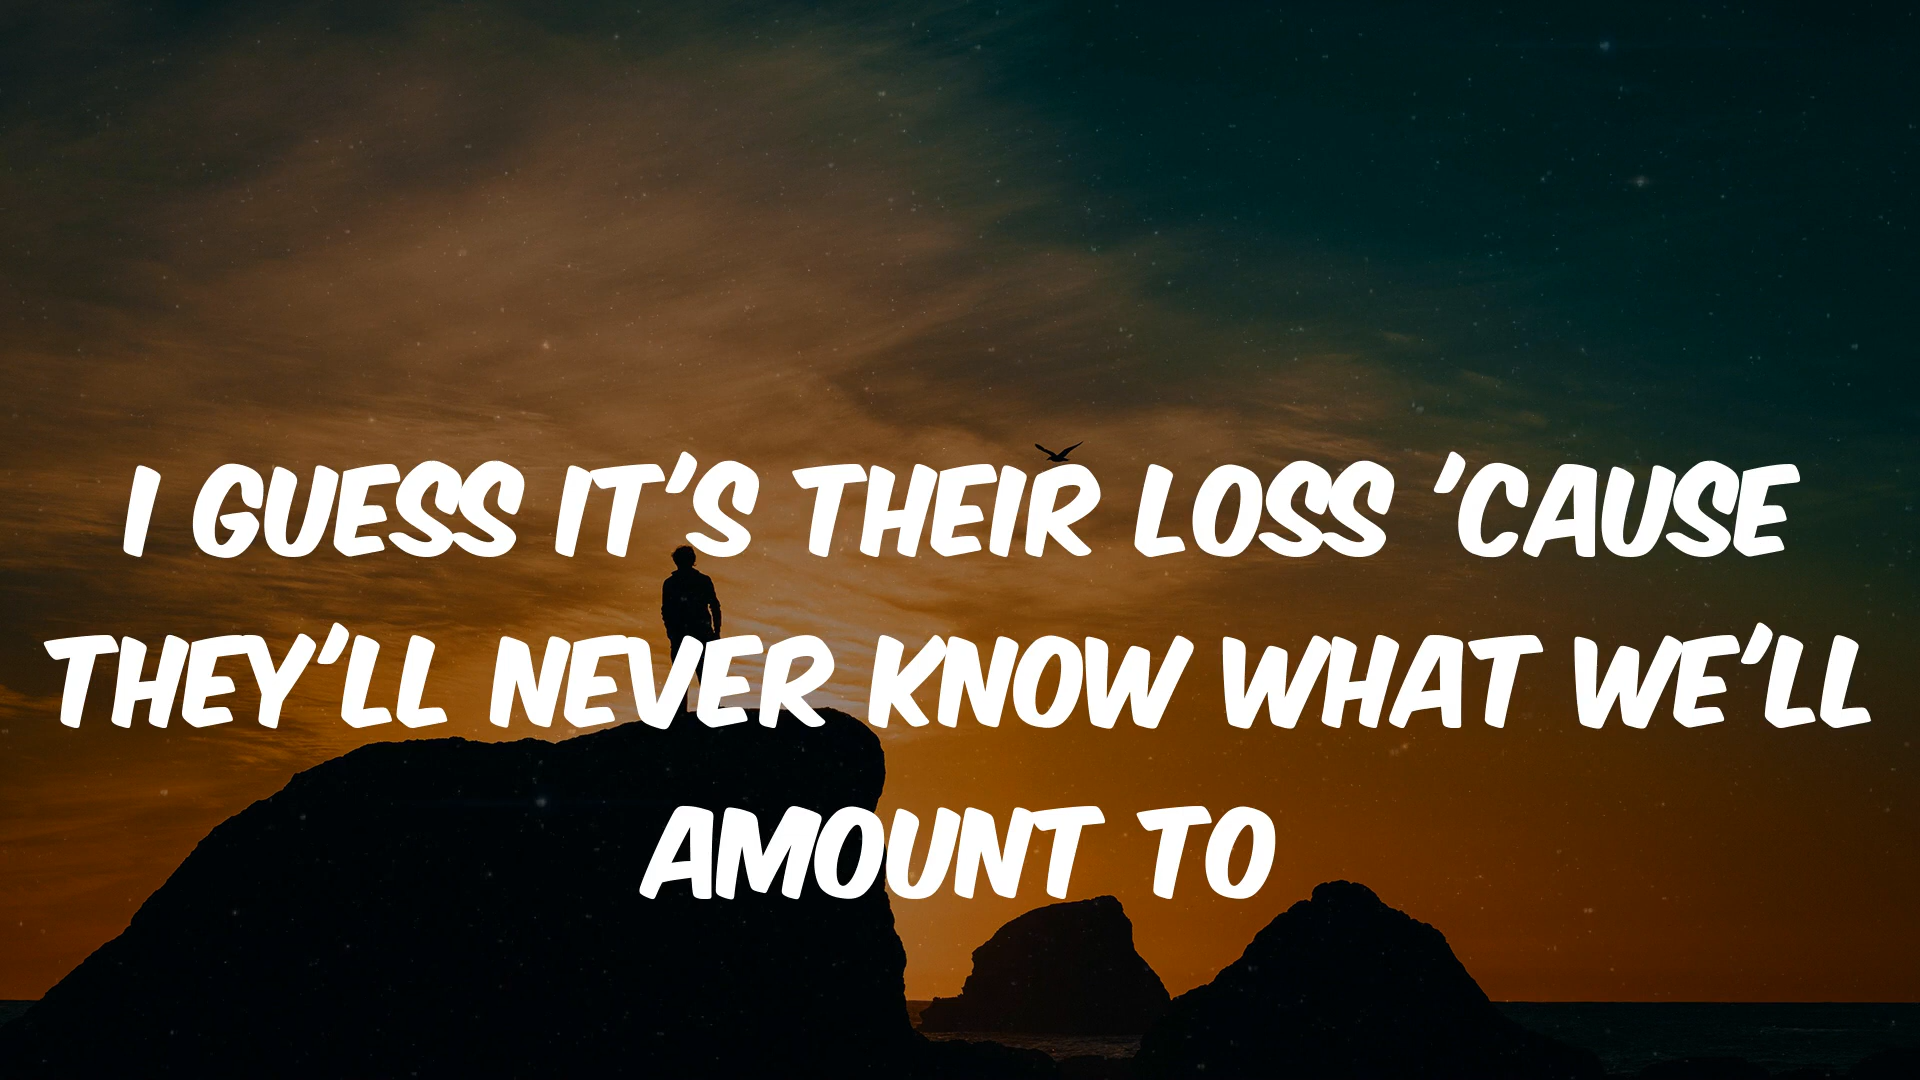 I GUESS IT'S THEIR LOSS 'CAUSE
THEY'LL NEVER KNOW WHAT WE'LL
AMOUNT TO